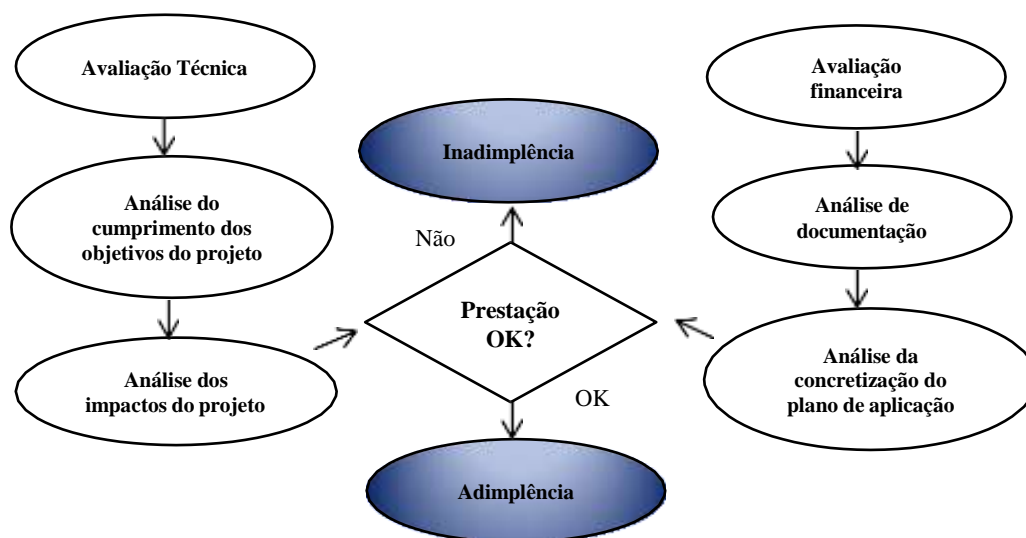 Avaliação Técnica
Avaliação
financeira
Inadimplência
Análise do
cumprimento dos
objetivos do projeto
Análise de
documentação
Não
Prestação
OK?
Análise dos
impactos do projeto
Análise da
concretização do
plano de aplicação
OK
Adimplência